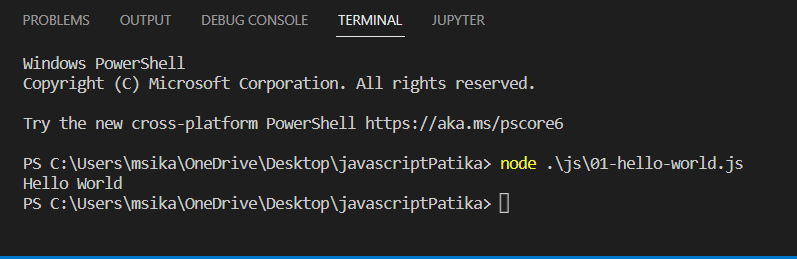 PROBLEMS OUTPUT DEBUG CONSOLE TERMINAL JUPYTER
Windows PowerShell
Copyright (C) Microsoft Corporation. All rights reserved.
Try the new cross-platform PowerShell https://aka.ms/pscore6
PS C:\Users\msika\OneDrive\Desktop\javascriptPatika> node .\js\01-hello-world.js
Hello World
PS C:\Users\msika\OneDrive\Desktop\javascriptPatika>